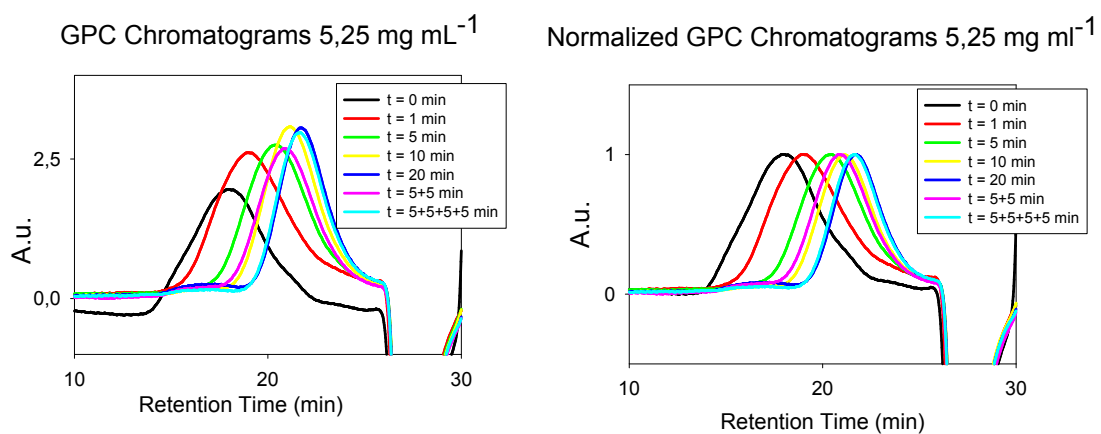 GPC Chromatograms 5,25 mg mL⁻¹
t = 0 min
t = 1 min
t = 5 min
t = 10 min
t = 20 min
t = 5+5 min
t = 5+5+5+5 min
2,5
0,0
A.u.
10
20
30
Retention Time (min)
Normalized GPC Chromatograms 5,25 mg ml⁻¹
t = 0 min
t = 1 min
t = 5 min
t = 10 min
t = 20 min
t = 5+5 min
t = 5+5+5+5 min
1
0
A.u.
10
20
30
Retention Time (min)